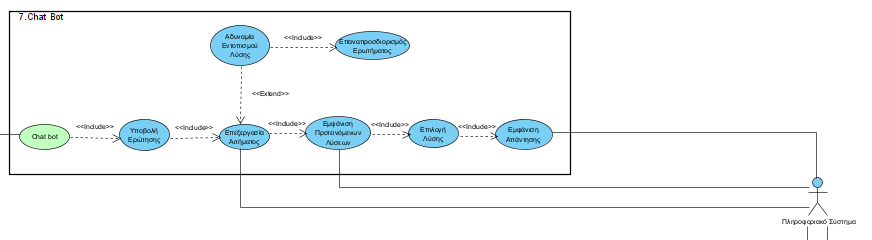 7.Chat Bot
Αδυναμία
Εντοπισμού
Λύσης
<<Include>>
Επαναπροσδιορισμός
Ερωτήματος
<<Extend>>
Chat bot
<<Include>>
Υποβολή
Ερώτησης
<<Include>>
Επεξεργασία
Αιτήματος
<<Include>>
Εμφάνιση
Προτεινόμενων
Λύσεων
<<Include>>
Επιλογή
Λύσης
<<Include>>
Εμφάνιση
Απάντησης
Πληροφοριακό Σύστημα